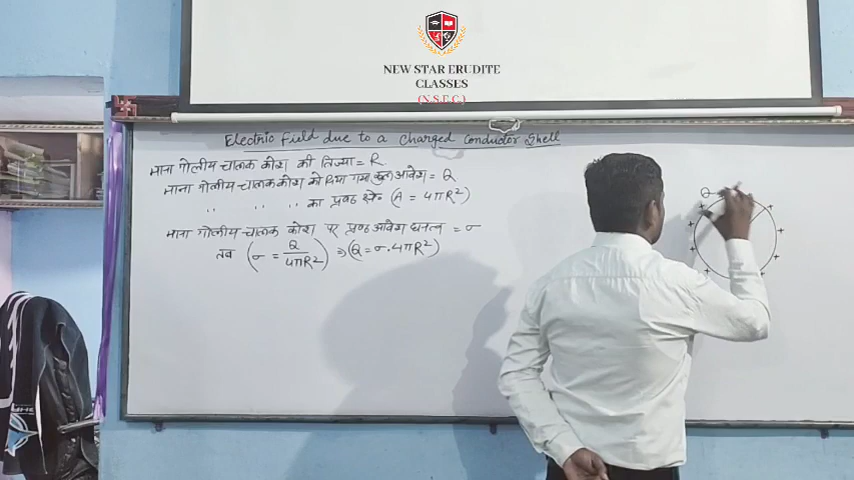 NEW STAR ERUDITE
CLASSES
(N.S.E.C)
Electric field due to a charged conductor shell
माना गोलीय चालक कोश की त्रिज्या = R
माना गोलीय चालक कोश को दिया गया कुल आवेश = Q
" " " का पृष्ठ क्षे० (A = 4πR²)
माना गोलीय चालक कोश पर पृष्ठ आवेश घनत्व = σ
तब (σ = Q/4πR²) ⇒ (Q = σ.4πR²)
Q